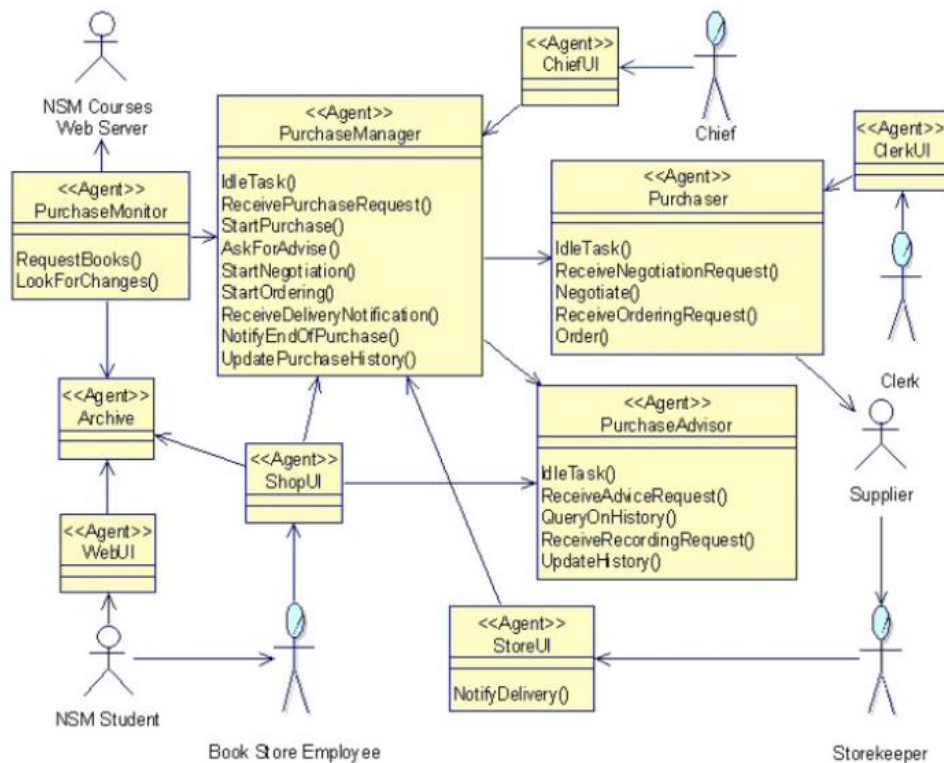 NSM Courses
Web Server
<<Agent>>
ChiefUI
Chief
<<Agent>>
PurchaseManager
IdleTask()
ReceivePurchaseRequest()
StartPurchase()
AskForAdvise()
StartNegotiation()
StartOrdering()
ReceiveDeliveryNotification()
NotifyEndOfPurchase()
UpdatePurchaseHistory()
<<Agent>>
ClerkUI
<<Agent>>
PurchaseMonitor
RequestBooks()
LookForChanges()
<<Agent>>
Purchaser
IdleTask()
ReceiveNegotiationRequest()
Negotiate()
ReceiveOrderingRequest()
Order()
Clerk
<<Agent>>
Archive
<<Agent>>
ShopUI
<<Agent>>
PurchaseAdvisor
IdleTask()
ReceiveAdviceRequest()
QueryOnHistory()
ReceiveRecordingRequest()
UpdateHistory()
Supplier
<<Agent>>
WebUI
<<Agent>>
StoreUI
NotifyDelivery()
NSM Student
Book Store Employee
Storekeeper